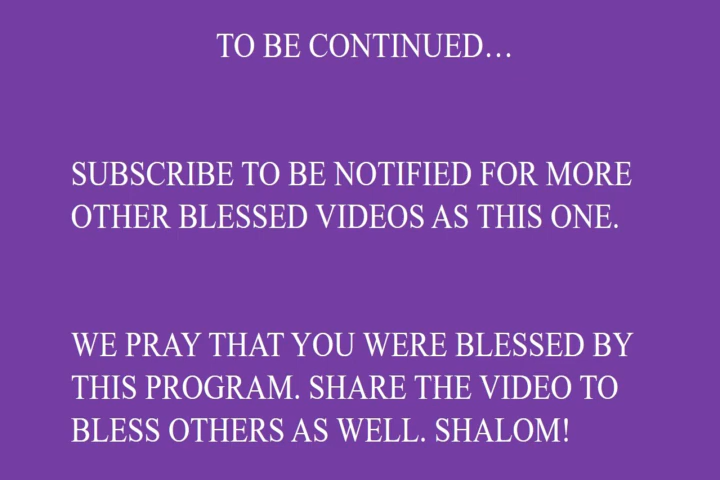 TO BE CONTINUED…
SUBSCRIBE TO BE NOTIFIED FOR MORE
OTHER BLESSED VIDEOS AS THIS ONE.
WE PRAY THAT YOU WERE BLESSED BY
THIS PROGRAM. SHARE THE VIDEO TO
BLESS OTHERS AS WELL. SHALOM!